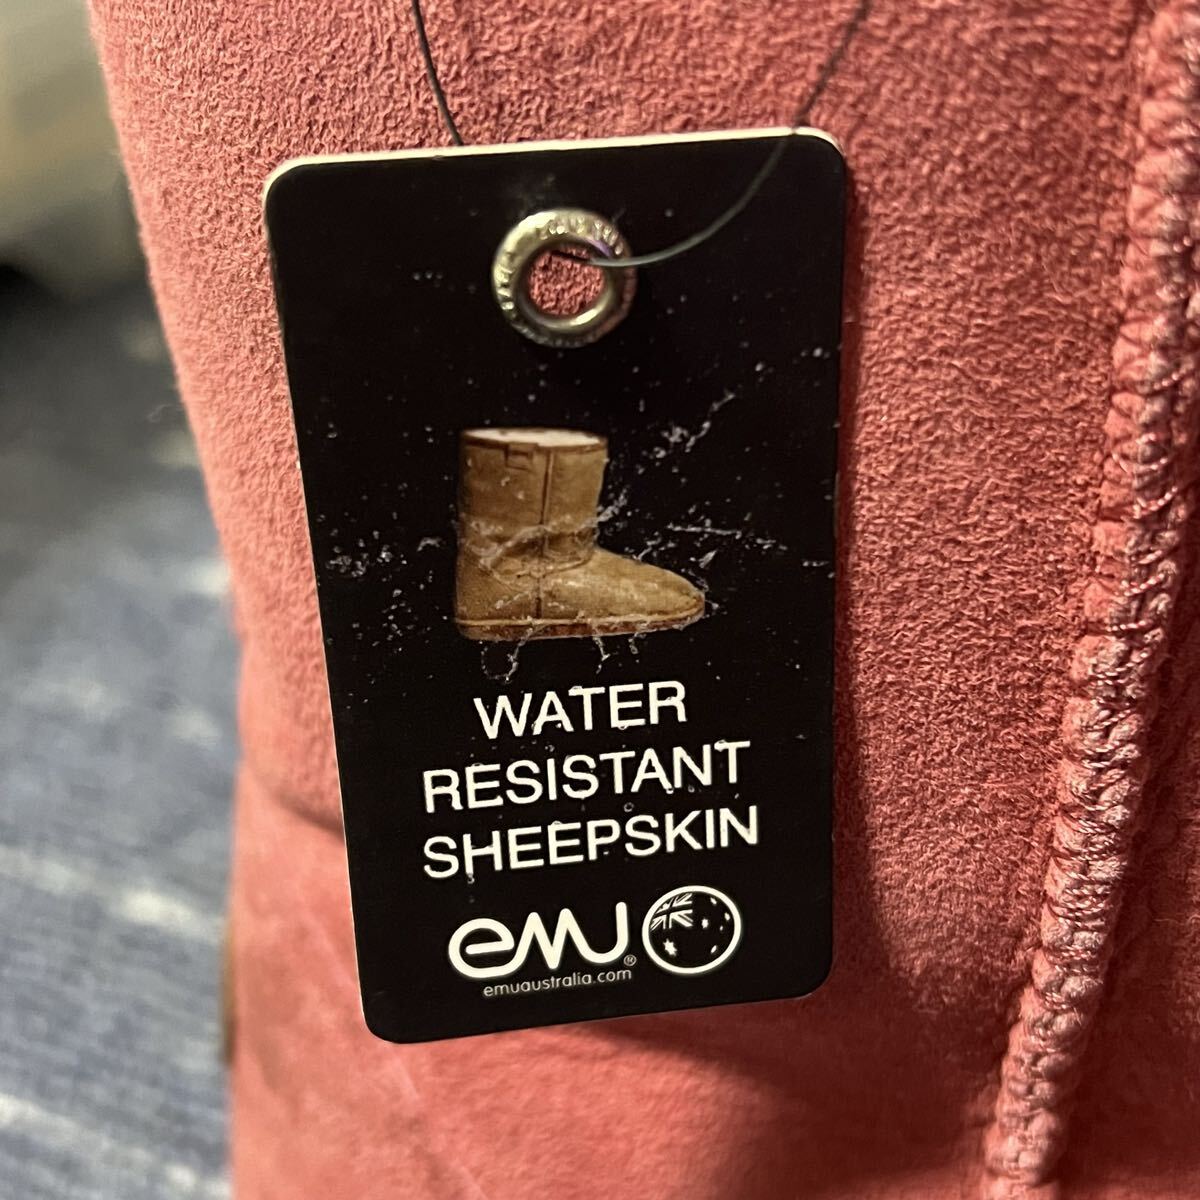 WATER
RESISTANT
SHEEPSKIN
emu®
emuaustralia.com